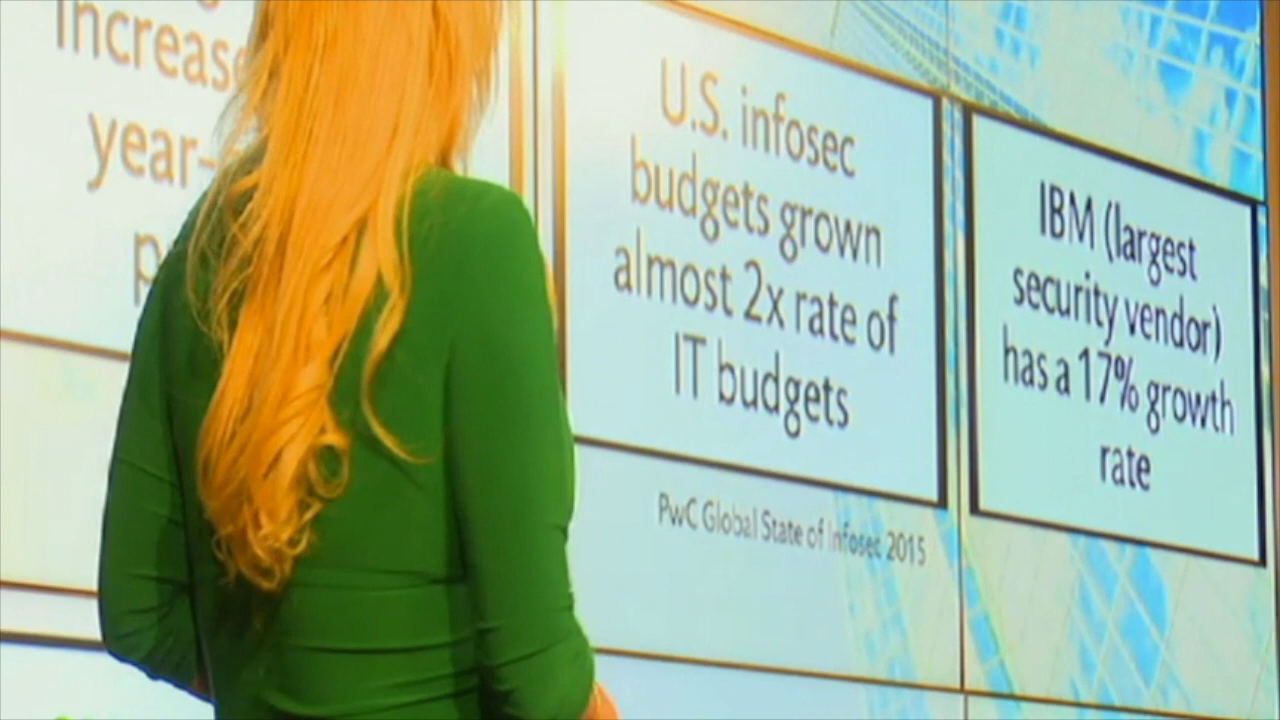 increase
year-
U.S. infosec
budgets grown
almost 2x rate of
IT budgets
PwC Global State of Infosec 2015
IBM (largest
security vendor)
has a 17% growth
rate